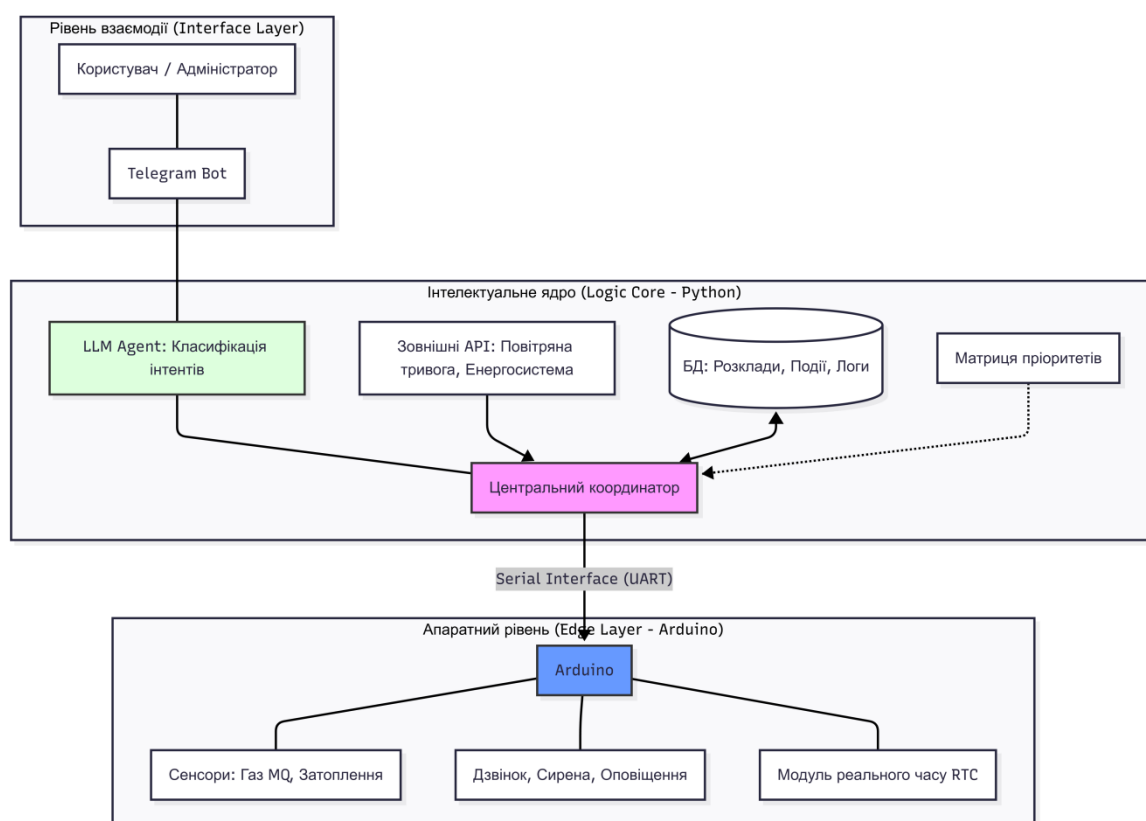 Рівень взаємодії (Interface Layer)
Користувач / Адміністратор
Telegram Bot
Інтелектуальне ядро (Logic Core - Python)
LLM Agent: Класифікація
інтентів
Зовнішні API: Повітряна
тривога, Енергосистема
БД: Розклади, Події, Логи
Матриця пріоритетів
Центральний координатор
Serial Interface (UART)
Апаратний рівень (Edge Layer - Arduino)
Arduino
Сенсори: Газ MQ, Затоплення
Дзвінок, Сирена, Оповіщення
Модуль реального часу RTC